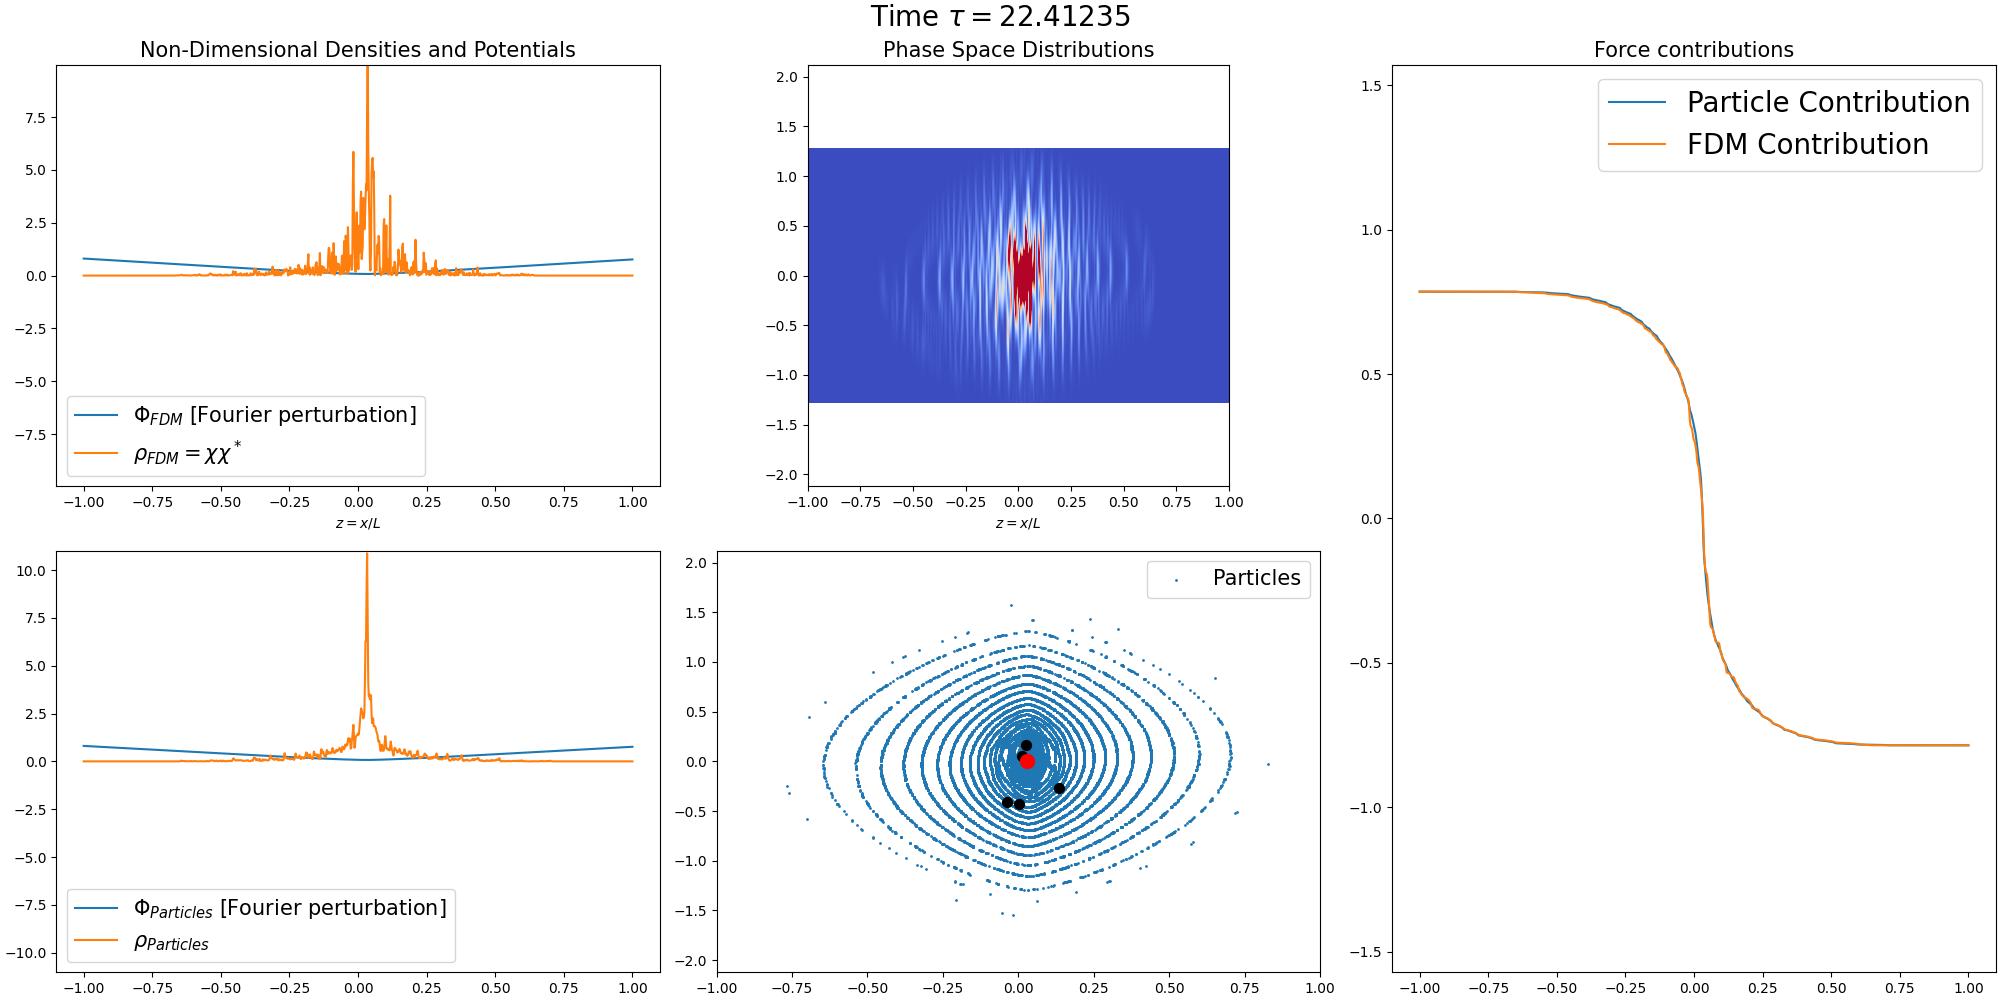 Time τ = 22.41235
Non-Dimensional Densities and Potentials
7.5
5.0
2.5
0.0
−2.5
−5.0
−7.5
Φ_FDM [Fourier perturbation]
ρ_FDM = χχ*
−1.00 −0.75 −0.50 −0.25 0.00 0.25 0.50 0.75 1.00
z = x/L
Phase Space Distributions
2.0
1.5
1.0
0.5
0.0
−0.5
−1.0
−1.5
−2.0
−1.00 −0.75 −0.50 −0.25 0.00 0.25 0.50 0.75 1.00
z = x/L
Force contributions
Particle Contribution
FDM Contribution
1.5
1.0
0.5
0.0
−0.5
−1.0
−1.5
−1.00 −0.75 −0.50 −0.25 0.00 0.25 0.50 0.75 1.00
10.0
7.5
5.0
2.5
0.0
−2.5
−5.0
−7.5
−10.0
Φ_Particles [Fourier perturbation]
ρ_Particles
−1.00 −0.75 −0.50 −0.25 0.00 0.25 0.50 0.75 1.00
Particles
2.0
1.5
1.0
0.5
0.0
−0.5
−1.0
−1.5
−2.0
−1.00 −0.75 −0.50 −0.25 0.00 0.25 0.50 0.75 1.00